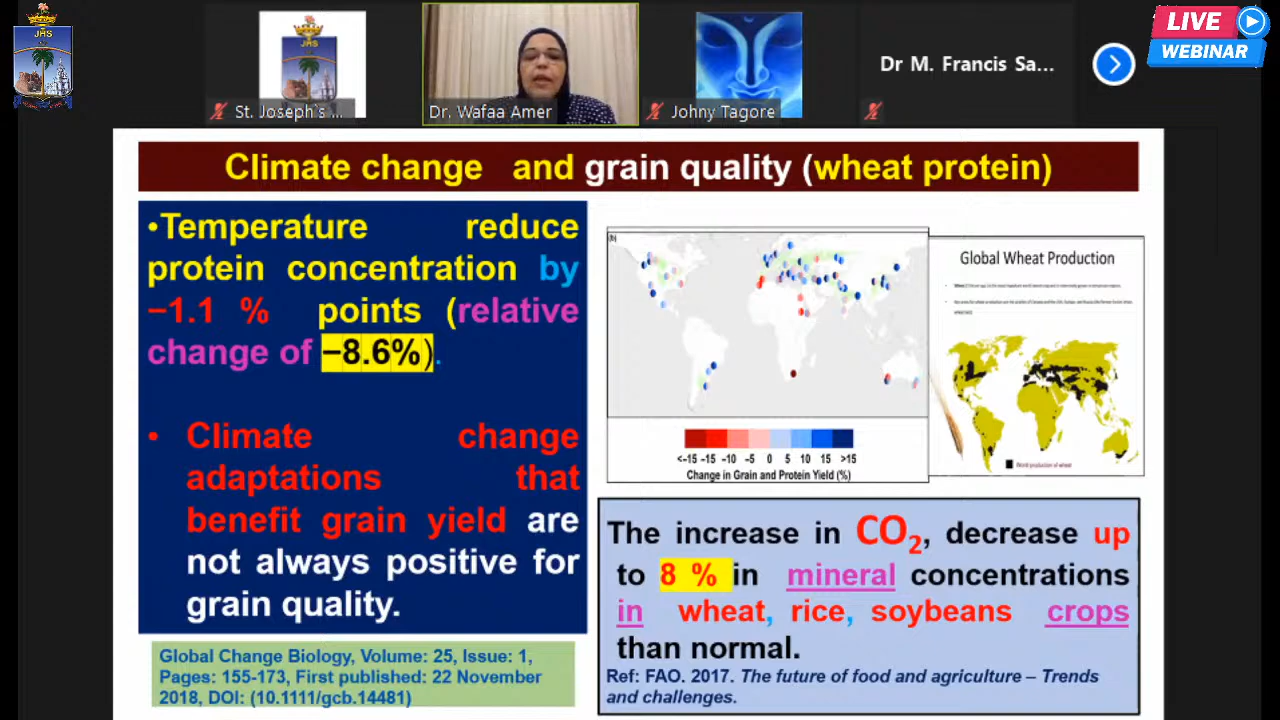 JHS
JHS
LIVE
WEBINAR
St. Joseph's ...
Dr. Wafaa Amer
Johny Tagore
Dr M. Francis Sa...
Climate change and grain quality (wheat protein)
•Temperature reduce
protein concentration by
−1.1 % points (relative
change of −8.6%).
• Climate change
adaptations that
benefit grain yield are
not always positive for
grain quality.
Global Change Biology, Volume: 25, Issue: 1,
Pages: 155-173, First published: 22 November
2018, DOI: (10.1111/gcb.14481)
(b)
<-15 -15 -10 -5 0 5 10 15 >15
Change in Grain and Protein Yield (%)
Global Wheat Production
World production of wheat
The increase in CO₂, decrease up
to 8 % in mineral concentrations
in wheat, rice, soybeans crops
than normal.
Ref: FAO. 2017. The future of food and agriculture – Trends
and challenges.